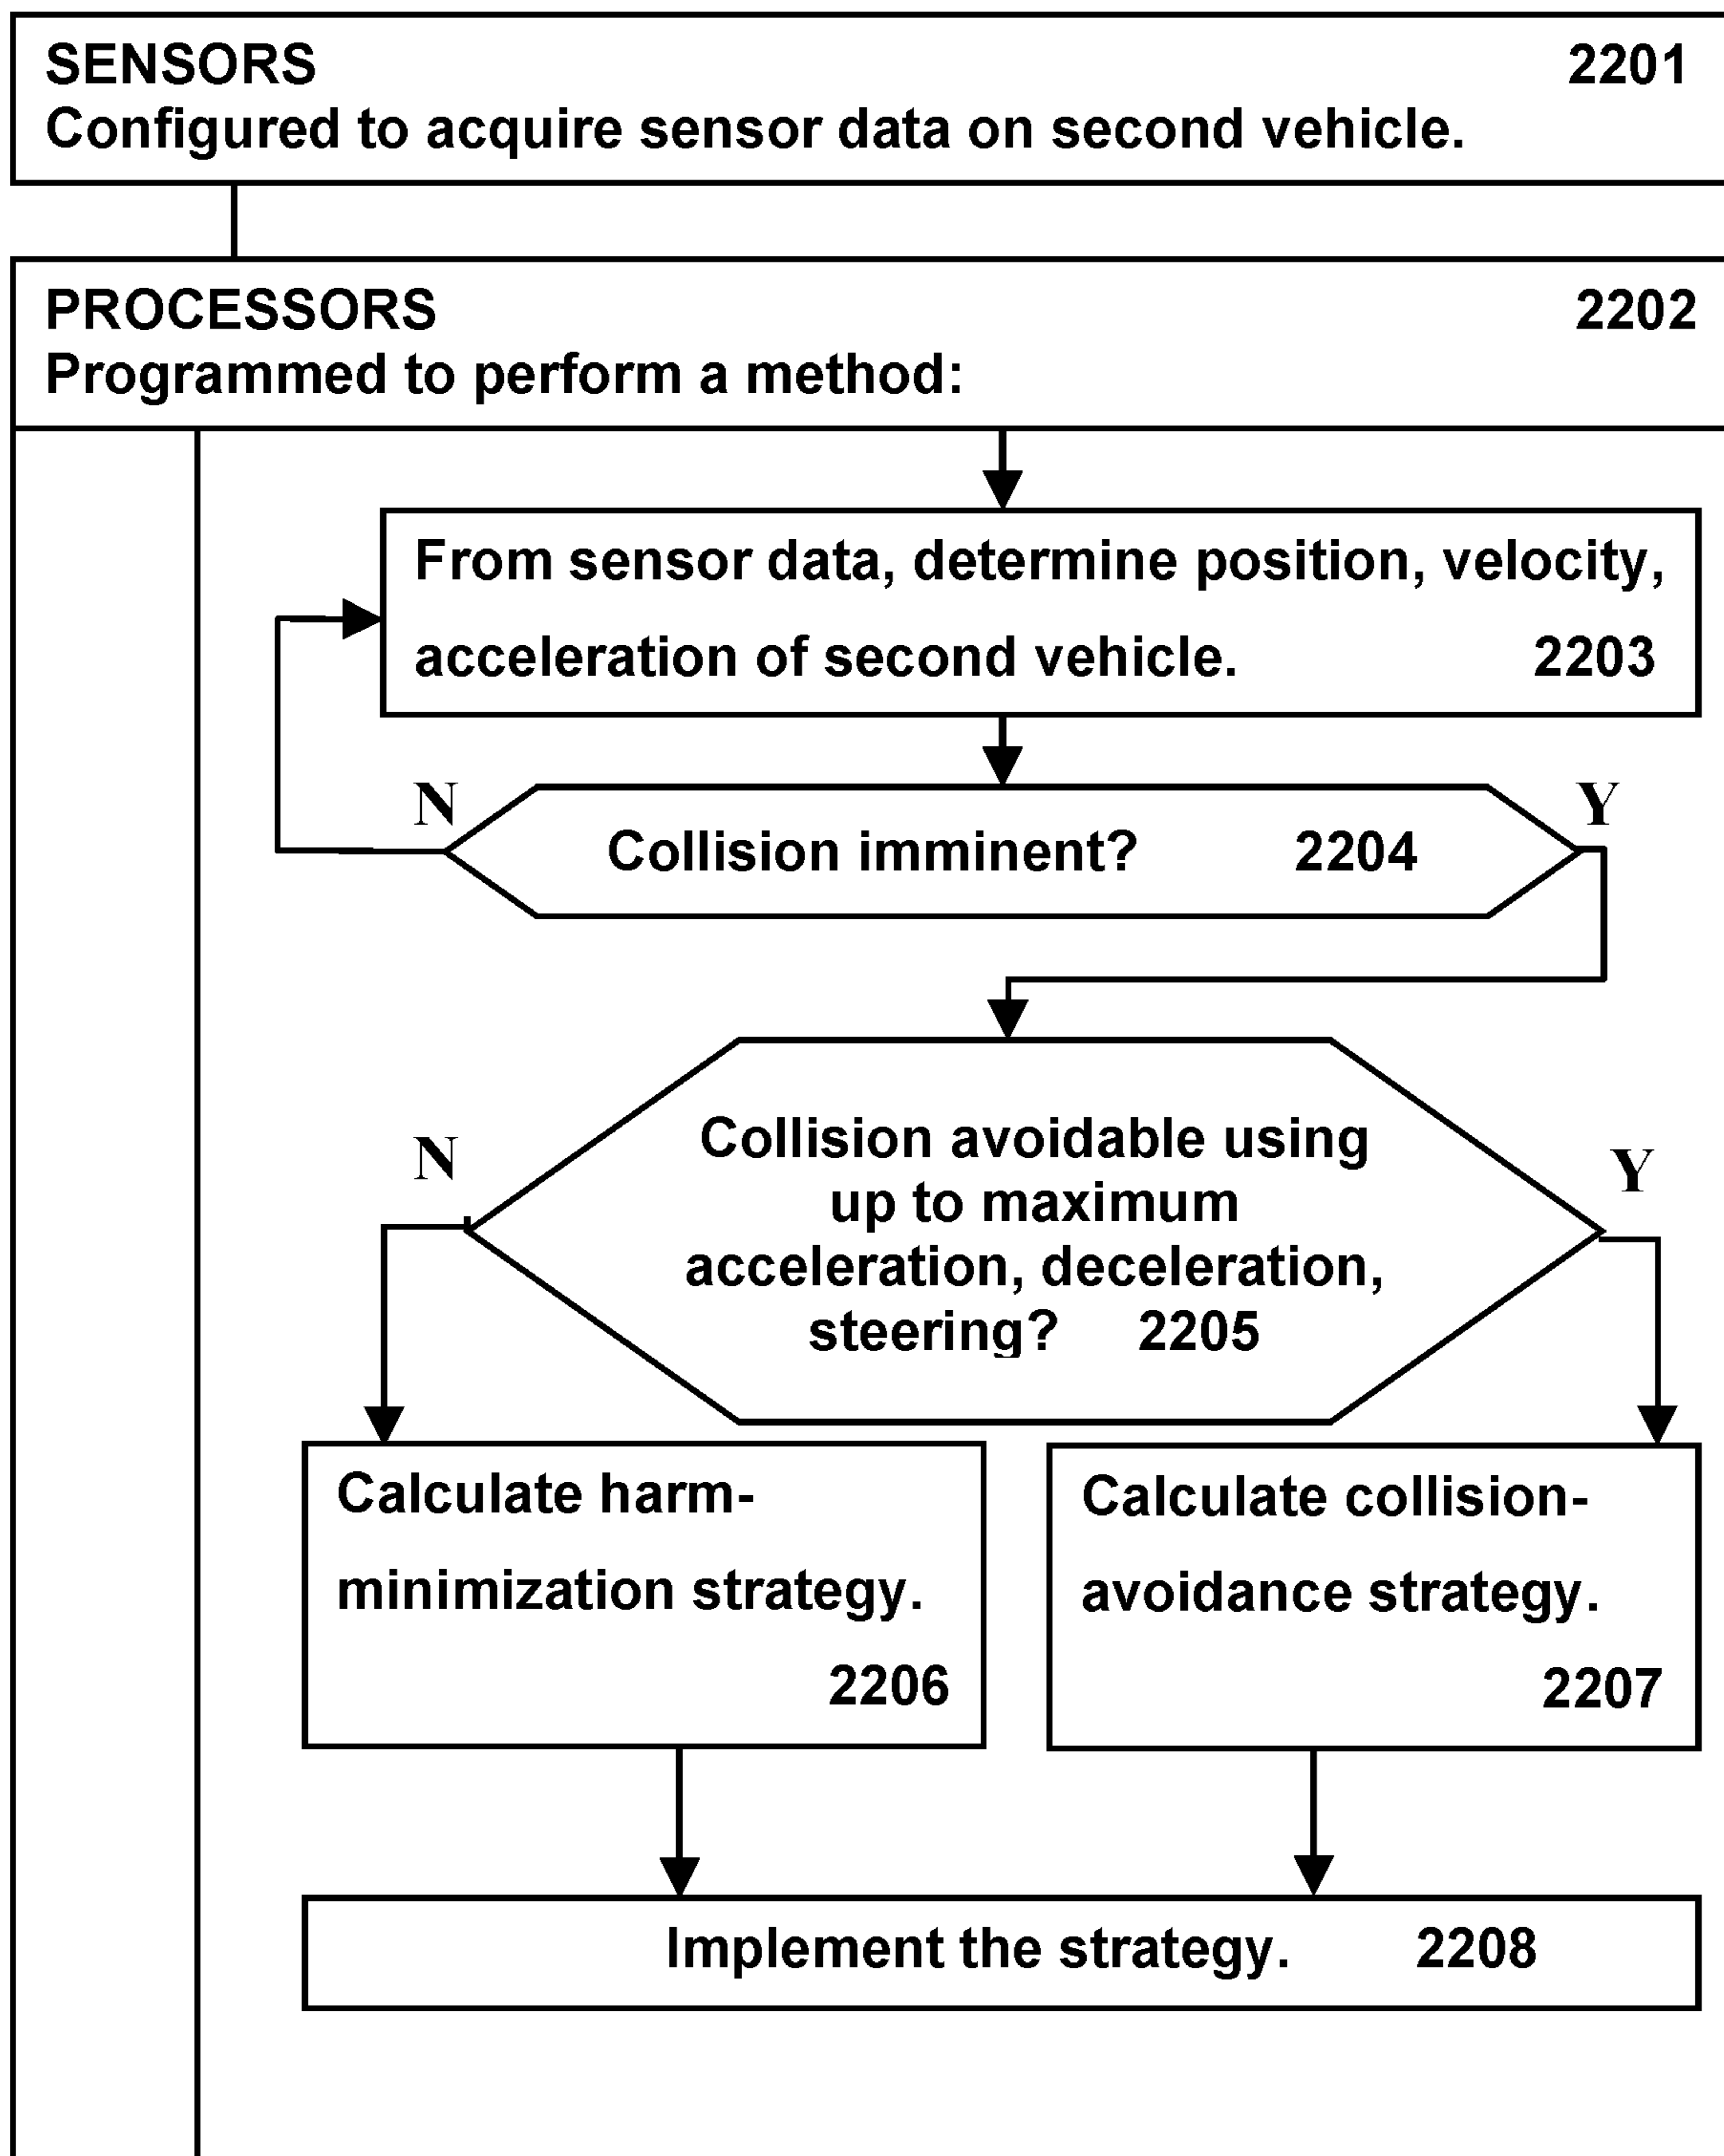 SENSORS 2201
Configured to acquire sensor data on second vehicle.
PROCESSORS 2202
Programmed to perform a method:
From sensor data, determine position, velocity,
acceleration of second vehicle. 2203
N Y
Collision imminent? 2204
N Y
Collision avoidable using
up to maximum
acceleration, deceleration,
steering? 2205
Calculate harm-
minimization strategy.
2206
Calculate collision-
avoidance strategy.
2207
Implement the strategy. 2208